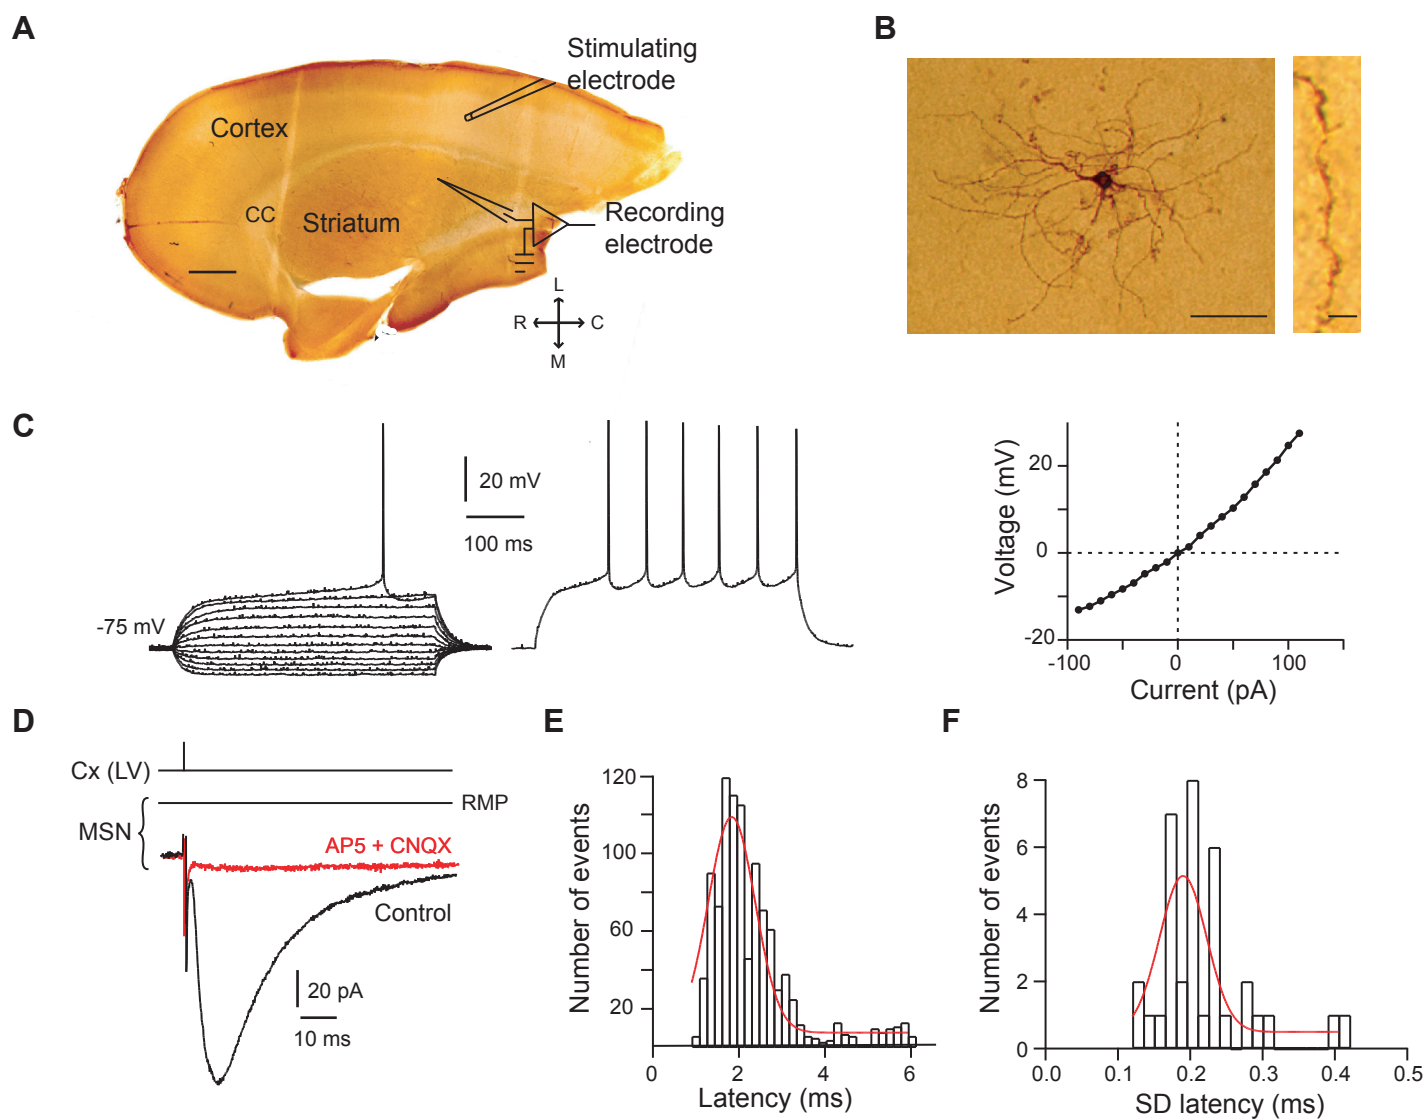 A
Stimulating
electrode
Cortex
CC
Striatum
Recording
electrode
L
R
C
M
B
C
20 mV
100 ms
-75 mV
Voltage (mV)
20
0
-20
-100
0
100
Current (pA)
D
Cx (LV)
RMP
MSN
AP5 + CNQX
Control
20 pA
10 ms
E
Number of events
120
100
60
20
0
2
4
6
Latency (ms)
F
Number of events
8
6
4
2
0
0.0
0.1
0.2
0.3
0.4
0.5
SD latency (ms)